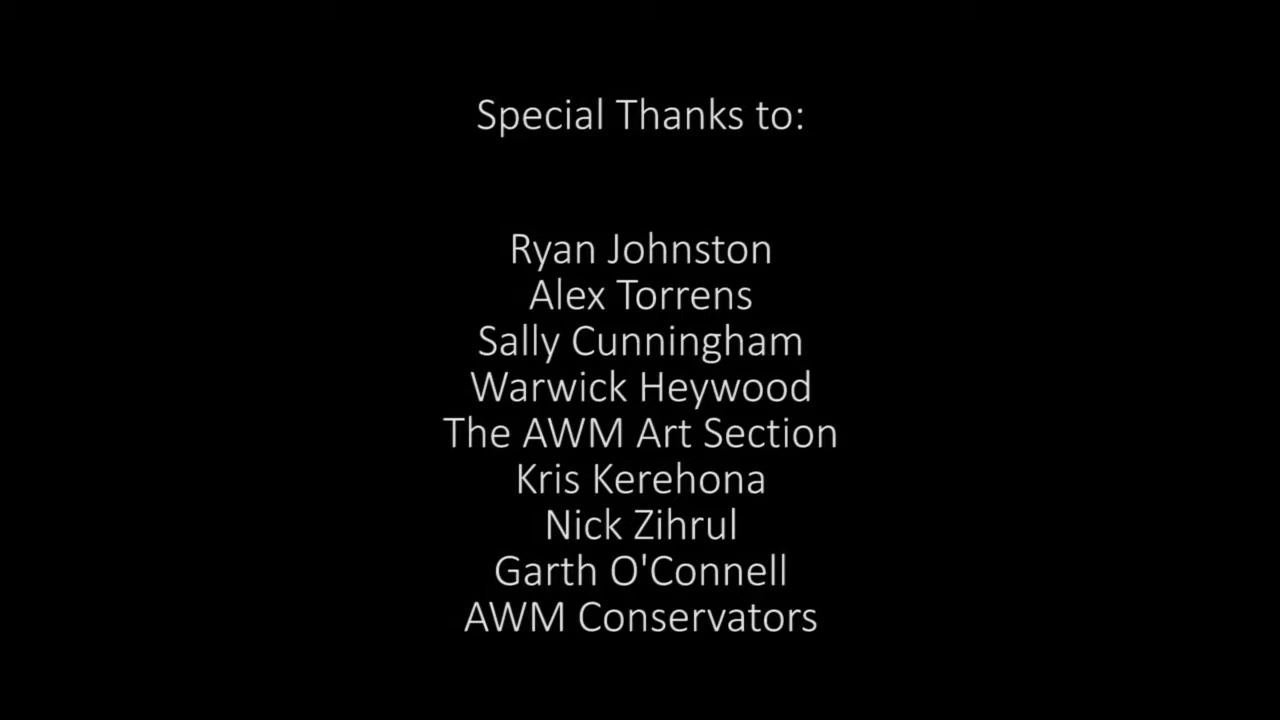 Special Thanks to:
Ryan Johnston
Alex Torrens
Sally Cunningham
Warwick Heywood
The AWM Art Section
Kris Kerehona
Nick Zihrul
Garth O'Connell
AWM Conservators